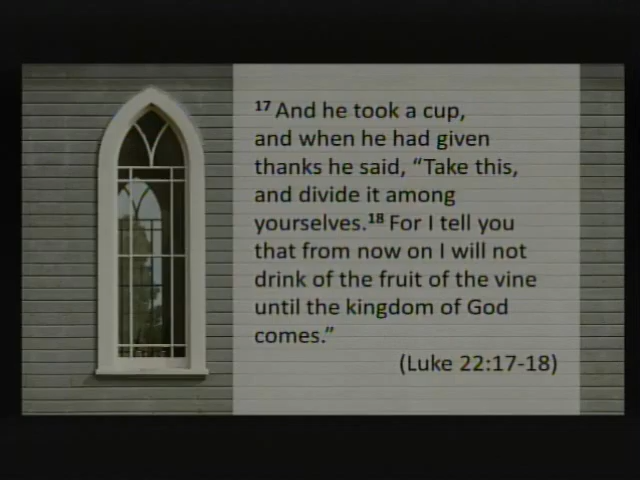 ¹⁷ And he took a cup,
and when he had given
thanks he said, “Take this,
and divide it among
yourselves.¹⁸ For I tell you
that from now on I will not
drink of the fruit of the vine
until the kingdom of God
comes.”
(Luke 22:17-18)